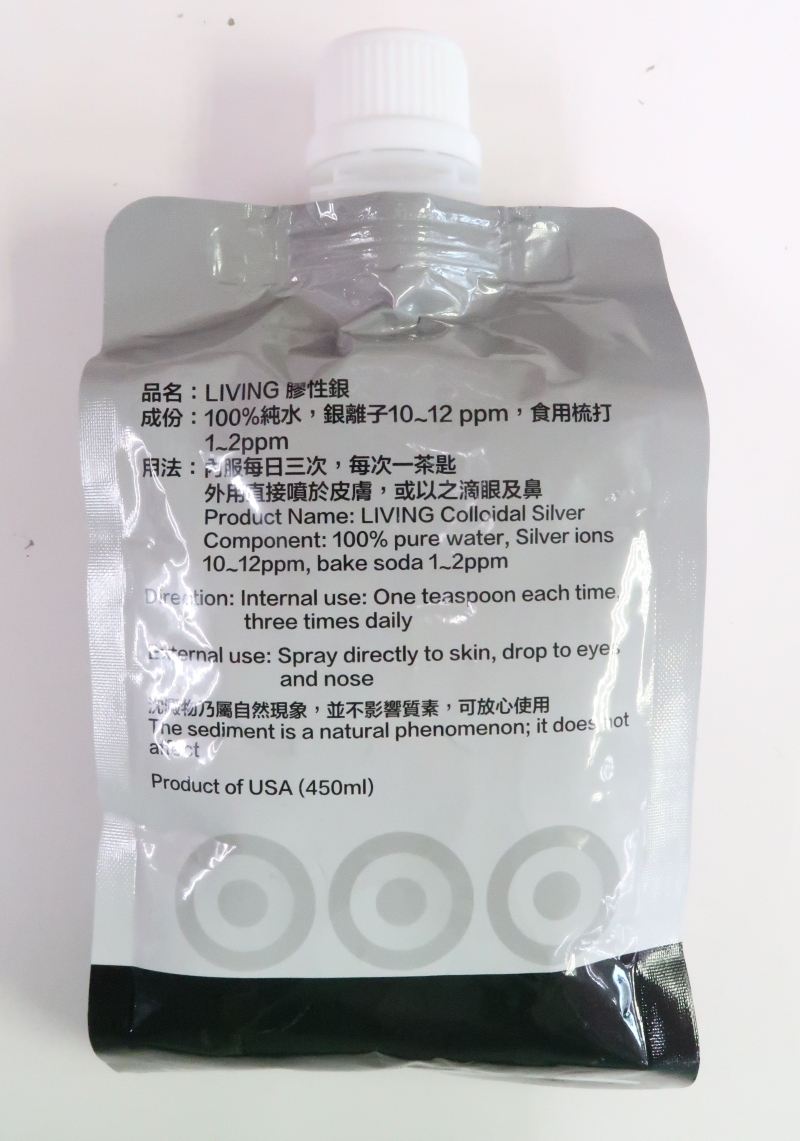 品名：LIVING 膠性銀
成份：100%純水，銀離子10~12 ppm，食用梳打
1~2ppm
用法：內服每日三次，每次一茶匙
外用直接噴於皮膚，或以之滴眼及鼻
Product Name: LIVING Colloidal Silver
Component: 100% pure water, Silver ions
10~12ppm, bake soda 1~2ppm
Direction: Internal use: One teaspoon each time,
three times daily
External use: Spray directly to skin, drop to eyes
and nose
沉澱物乃屬自然現象，並不影響質素，可放心使用
The sediment is a natural phenomenon; it does not
affect
Product of USA (450ml)